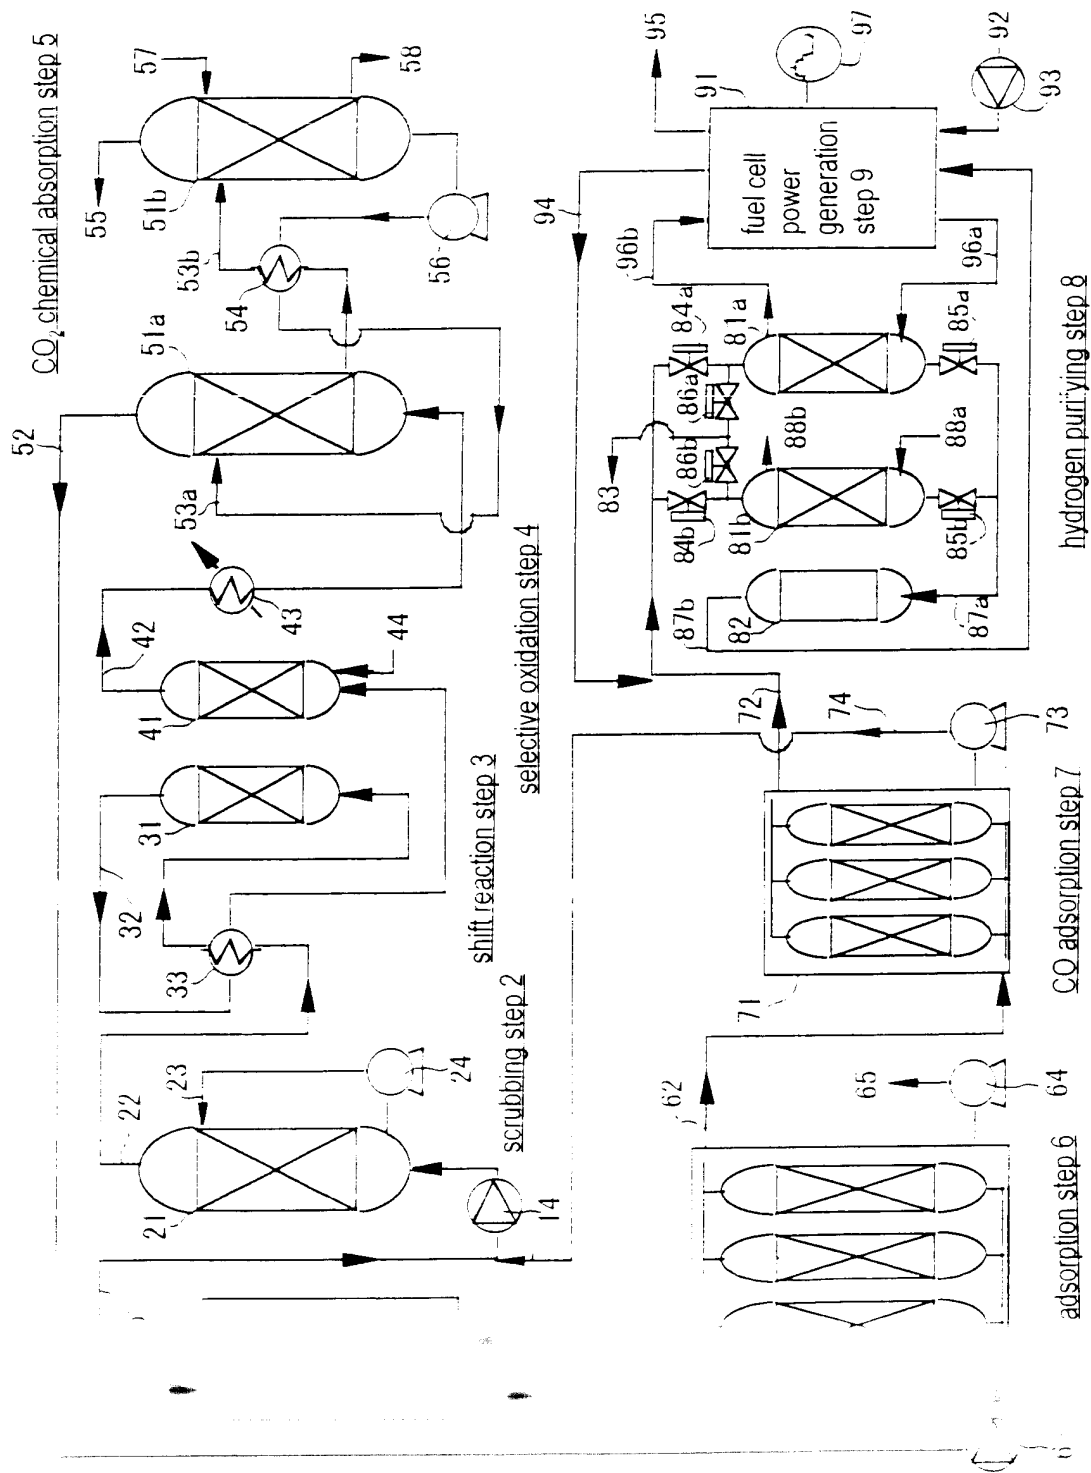 CO₂ chemical absorption step 5
52
55
57
58
51b
51a
53b
53a
54
56
42
41
43
44
31
32
33
22
21
23
24
14
scrubbing step 2
shift reaction step 3
selective oxidation step 4
95
94
91
97
92
93
fuel cell
power
generation
step 9
96b
96a
84a
81a
85a
86a
86b
83
88b
88a
84b
81b
85b
87b
82
87a
72
74
73
71
62
65
64
adsorption step 6
CO adsorption step 7
hydrogen purifying step 8